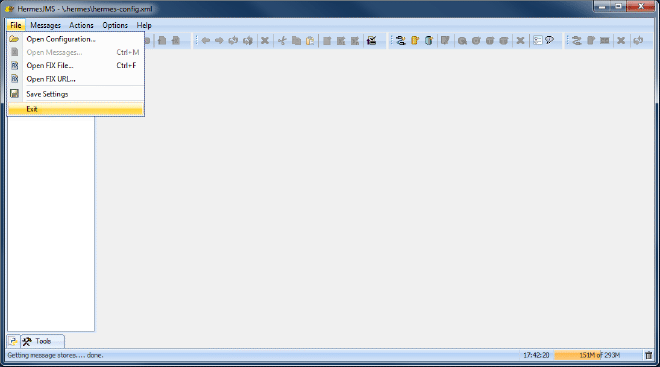 HermesJMS - \.hermes\hermes-config.xml
File Messages Actions Options Help
Open Configuration...
Open Messages... Ctrl+M
Open FIX File... Ctrl+F
Open FIX URL...
Save Settings
Exit
Tools
Getting message stores.... done. 17:42:20 151M of 293M